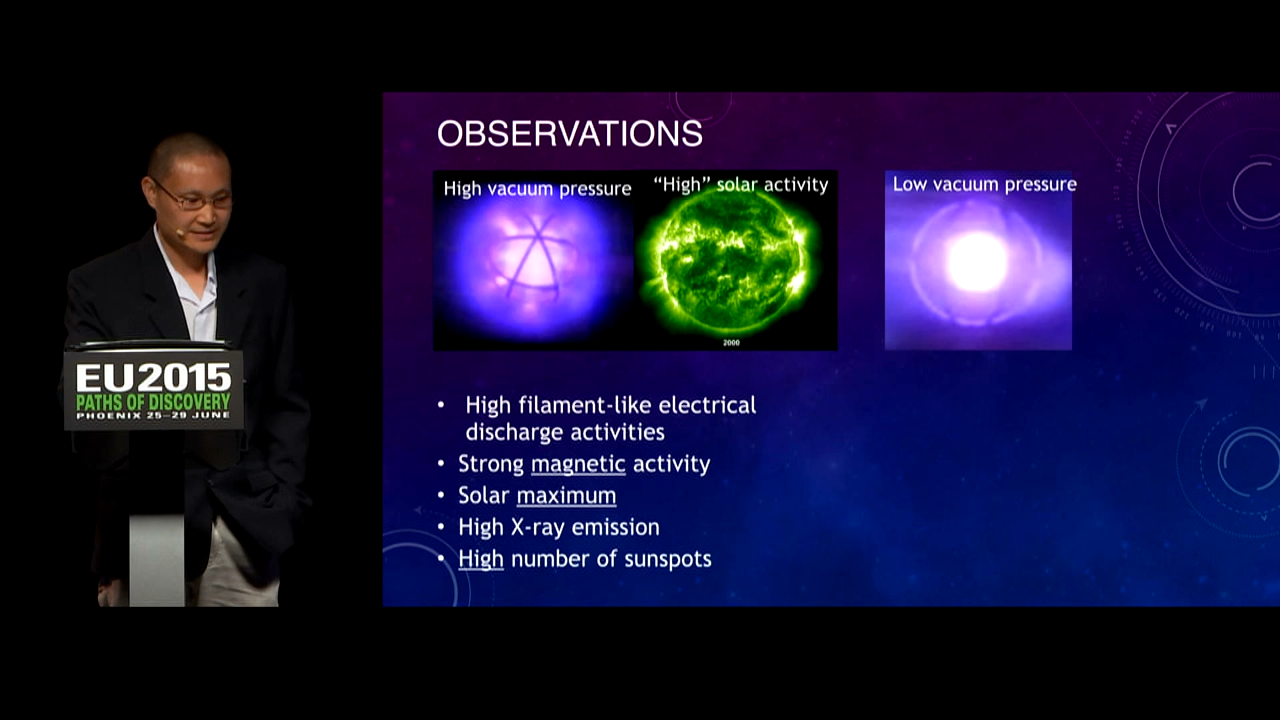 OBSERVATIONS
High vacuum pressure
“High” solar activity
Low vacuum pressure
2000
• High filament-like electrical
discharge activities
• Strong magnetic activity
• Solar maximum
• High X-ray emission
• High number of sunspots
EU2015
PATHS OF DISCOVERY
PHOENIX 25–29 JUNE